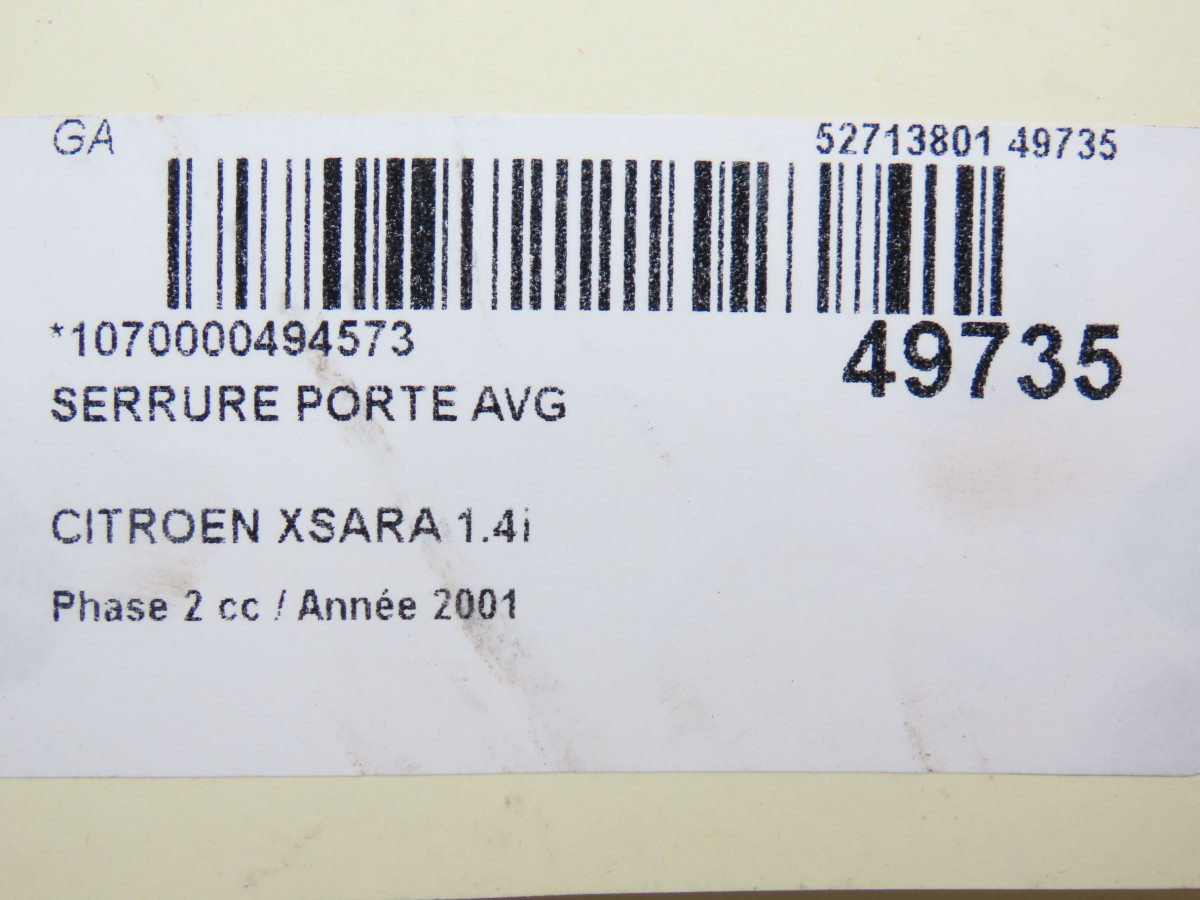 GA
52713801 49735
*1070000494573
49735
SERRURE PORTE AVG
CITROEN XSARA 1.4i
Phase 2 cc / Année 2001